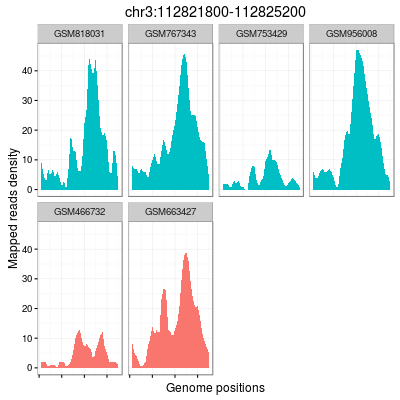 chr3:112821800-112825200
GSM818031 GSM767343 GSM753429 GSM956008
40
30
20
10
0
GSM466732 GSM663427
40
30
20
10
0
Mapped reads density
Genome positions